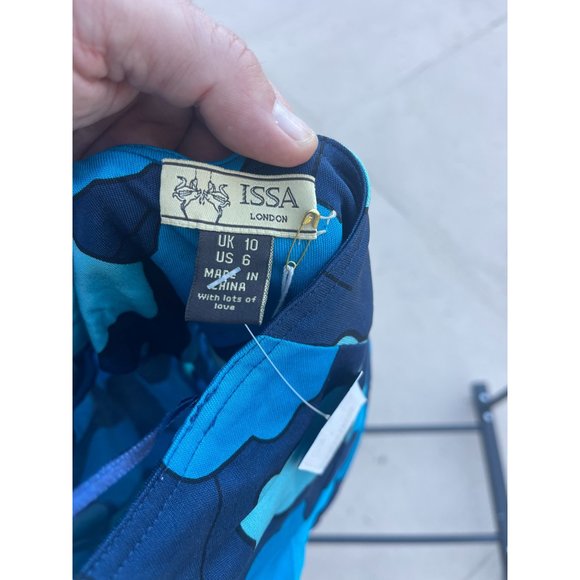 ISSA
LONDON
UK 10
US 6
MADE IN
CHINA
With lots of
love